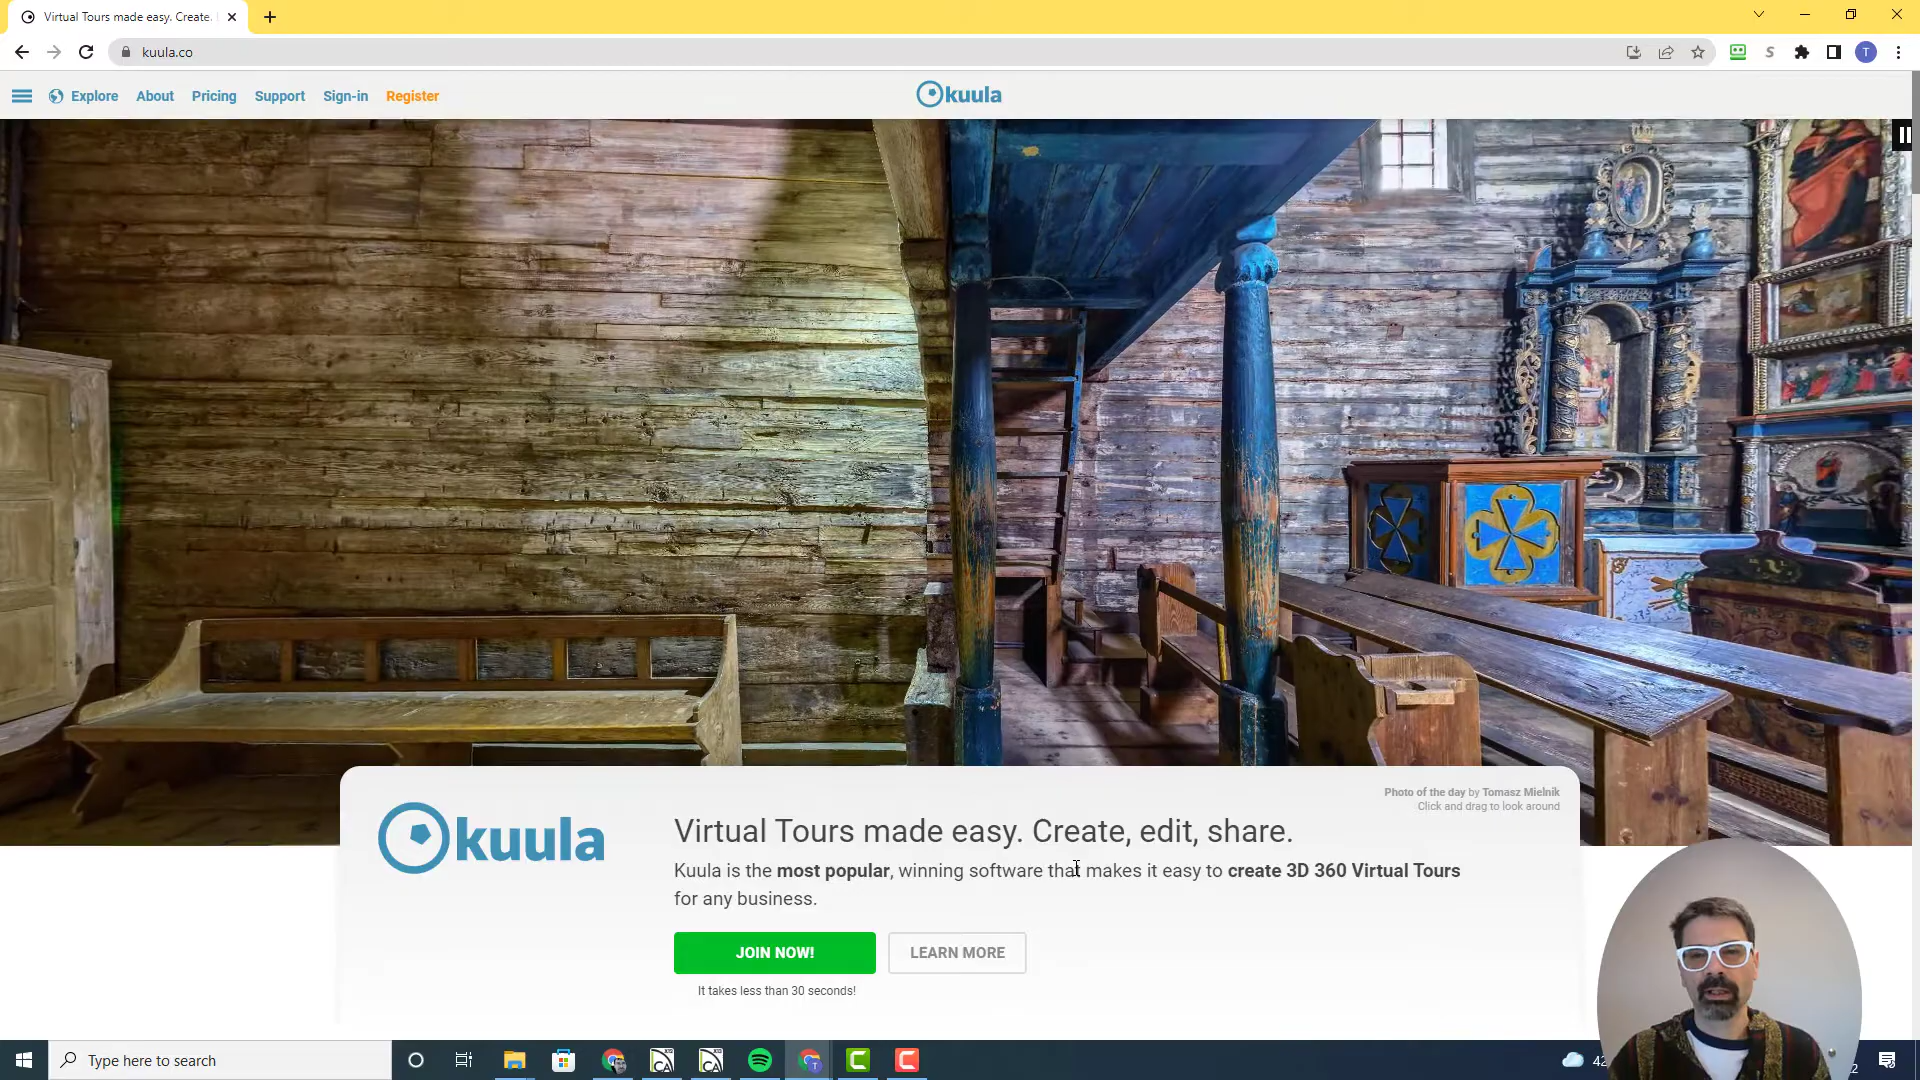 Virtual Tours made easy. Create.
kuula.co
T
Explore About Pricing Support Sign-in Register
kuula
Photo of the day by Tomasz Mielnik
Click and drag to look around
kuula
Virtual Tours made easy. Create, edit, share.
Kuula is the most popular, winning software that makes it easy to create 3D 360 Virtual Tours
for any business.
JOIN NOW! LEARN MORE
It takes less than 30 seconds!
Type here to search